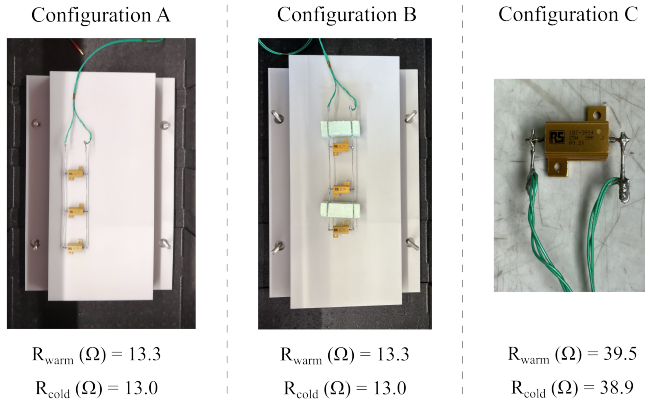 Configuration A
Configuration B
Configuration C
RS
R_warm (Ω) = 13.3
R_cold (Ω) = 13.0
R_warm (Ω) = 13.3
R_cold (Ω) = 13.0
R_warm (Ω) = 39.5
R_cold (Ω) = 38.9